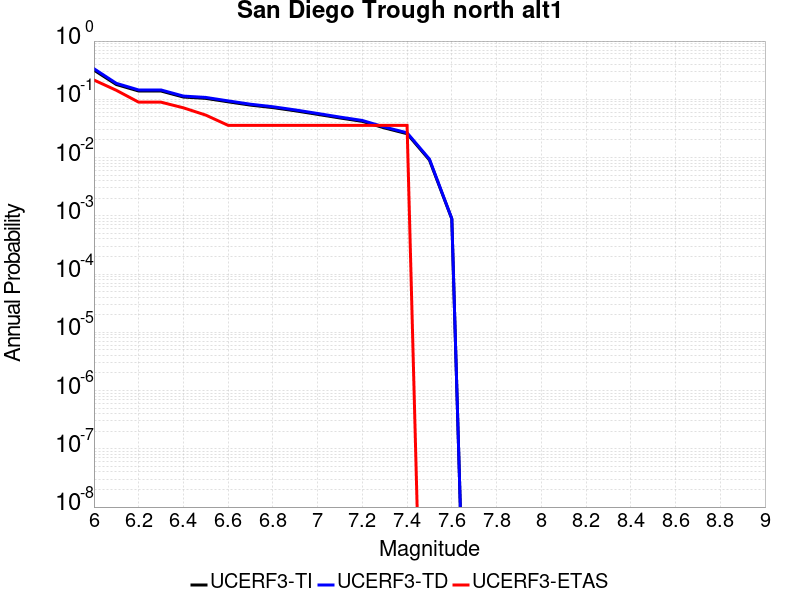 San Diego Trough north alt1
10^0
10^-1
10^-2
10^-3
10^-4
10^-5
10^-6
10^-7
10^-8
Annual Probability
6 6.2 6.4 6.6 6.8 7 7.2 7.4 7.6 7.8 8 8.2 8.4 8.6 8.8 9
Magnitude
UCERF3-TI UCERF3-TD UCERF3-ETAS